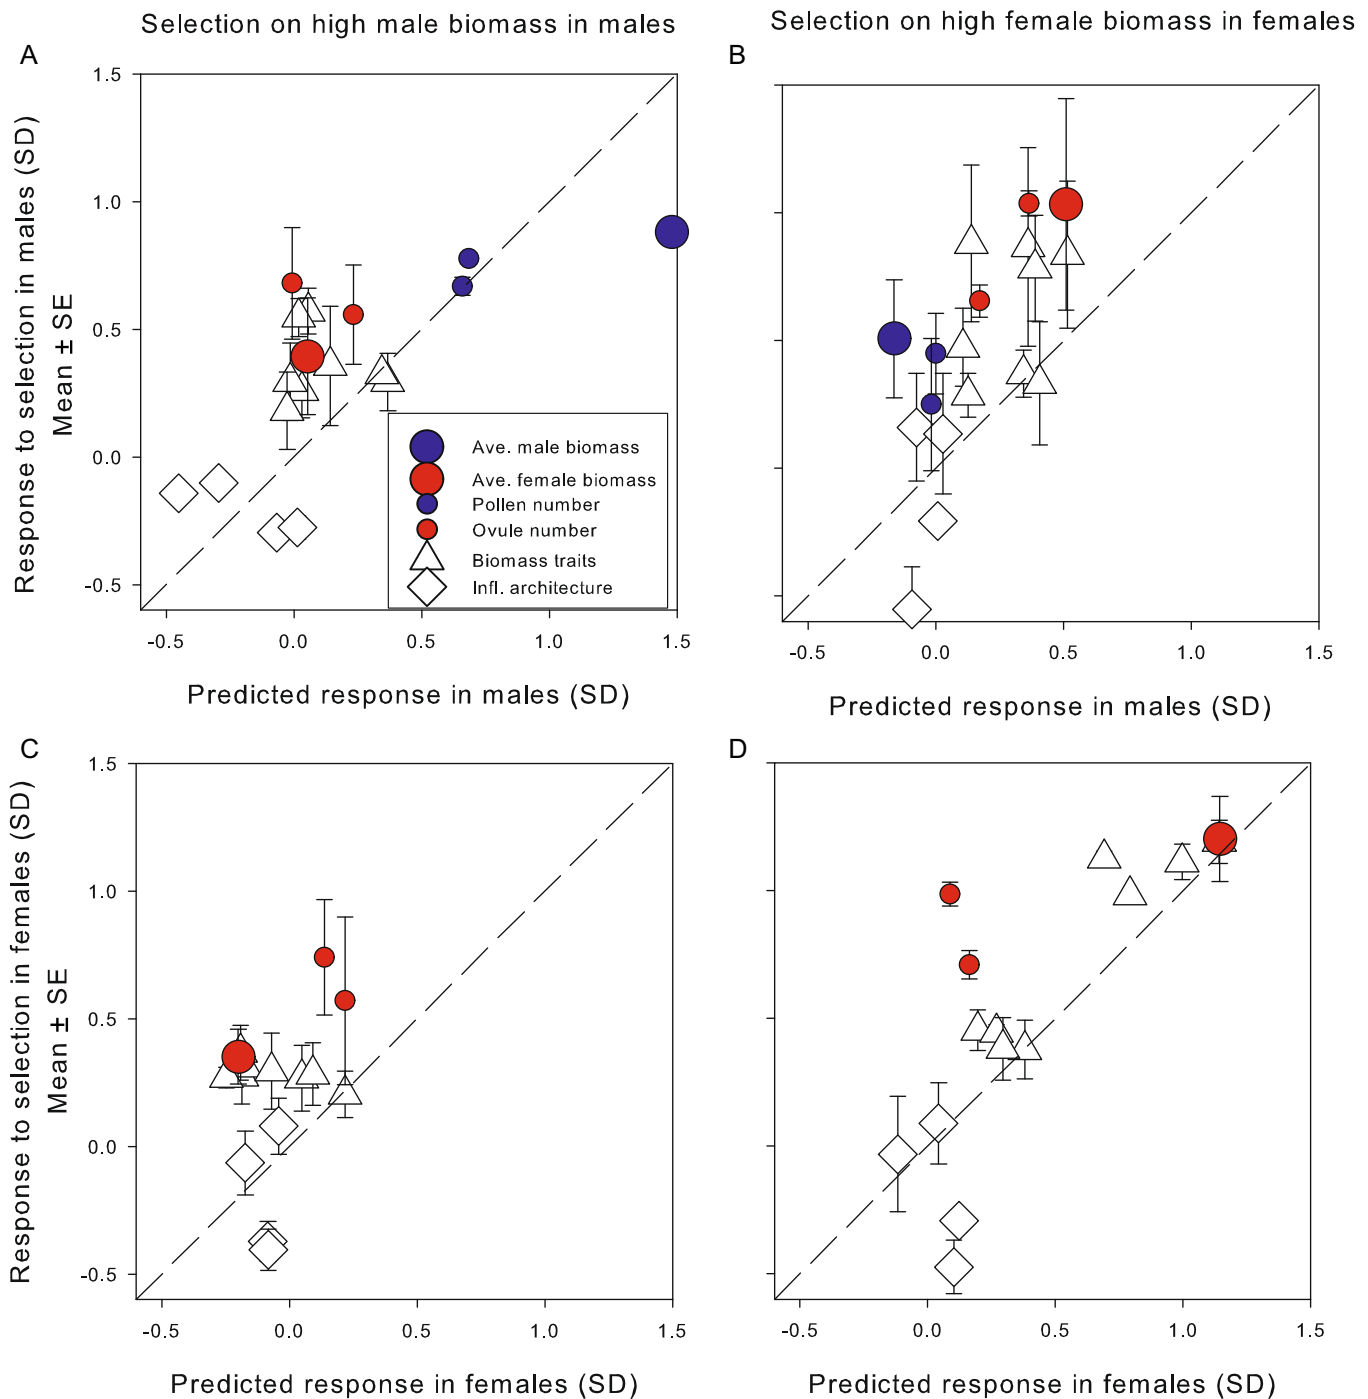 Selection on high male biomass in males
Selection on high female biomass in females
A
B
Response to selection in males (SD)
Mean ± SE
1.5
1.0
0.5
0.0
-0.5
Ave. male biomass
Ave. female biomass
Pollen number
Ovule number
Biomass traits
Infl. architecture
-0.5 0.0 0.5 1.0 1.5
-0.5 0.0 0.5 1.0 1.5
Predicted response in males (SD)
Predicted response in males (SD)
C
D
Response to selection in females (SD)
Mean ± SE
1.5
1.0
0.5
0.0
-0.5
-0.5 0.0 0.5 1.0 1.5
-0.5 0.0 0.5 1.0 1.5
Predicted response in females (SD)
Predicted response in females (SD)